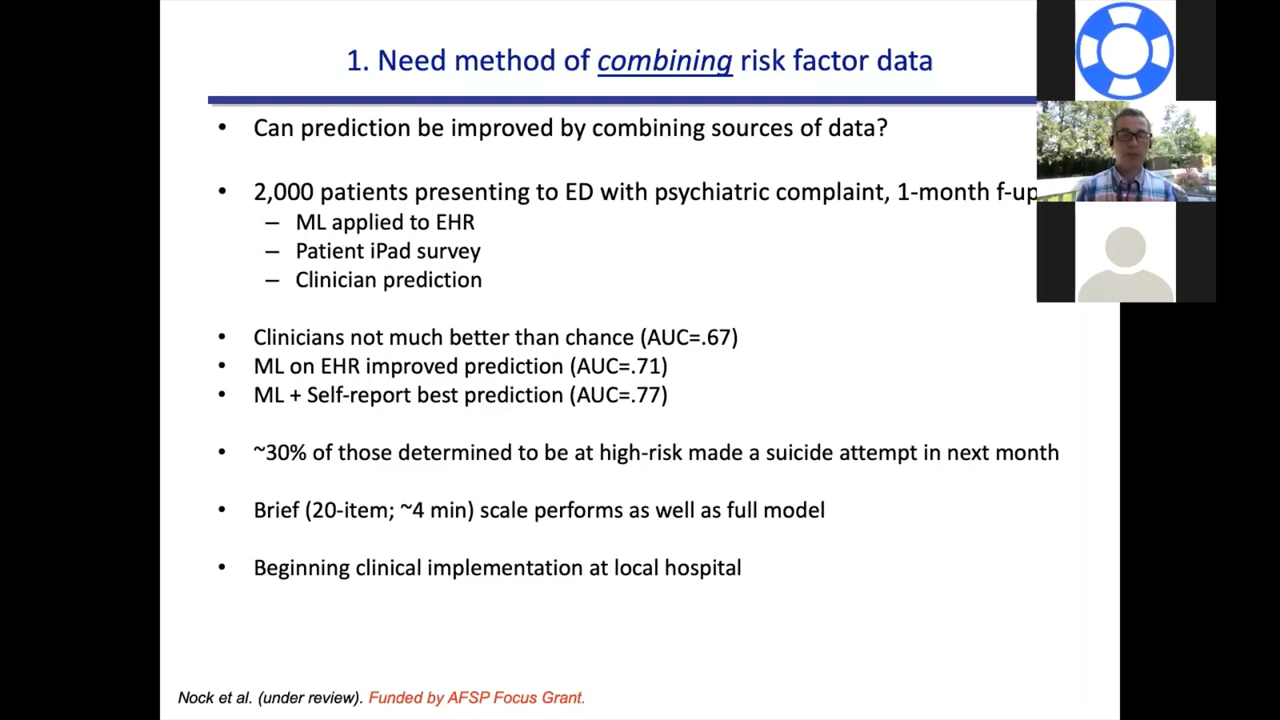 1. Need method of combining risk factor data
• Can prediction be improved by combining sources of data?
• 2,000 patients presenting to ED with psychiatric complaint, 1-month f-up
– ML applied to EHR
– Patient iPad survey
– Clinician prediction
• Clinicians not much better than chance (AUC=.67)
• ML on EHR improved prediction (AUC=.71)
• ML + Self-report best prediction (AUC=.77)
• ~30% of those determined to be at high-risk made a suicide attempt in next month
• Brief (20-item; ~4 min) scale performs as well as full model
• Beginning clinical implementation at local hospital
Nock et al. (under review). Funded by AFSP Focus Grant.